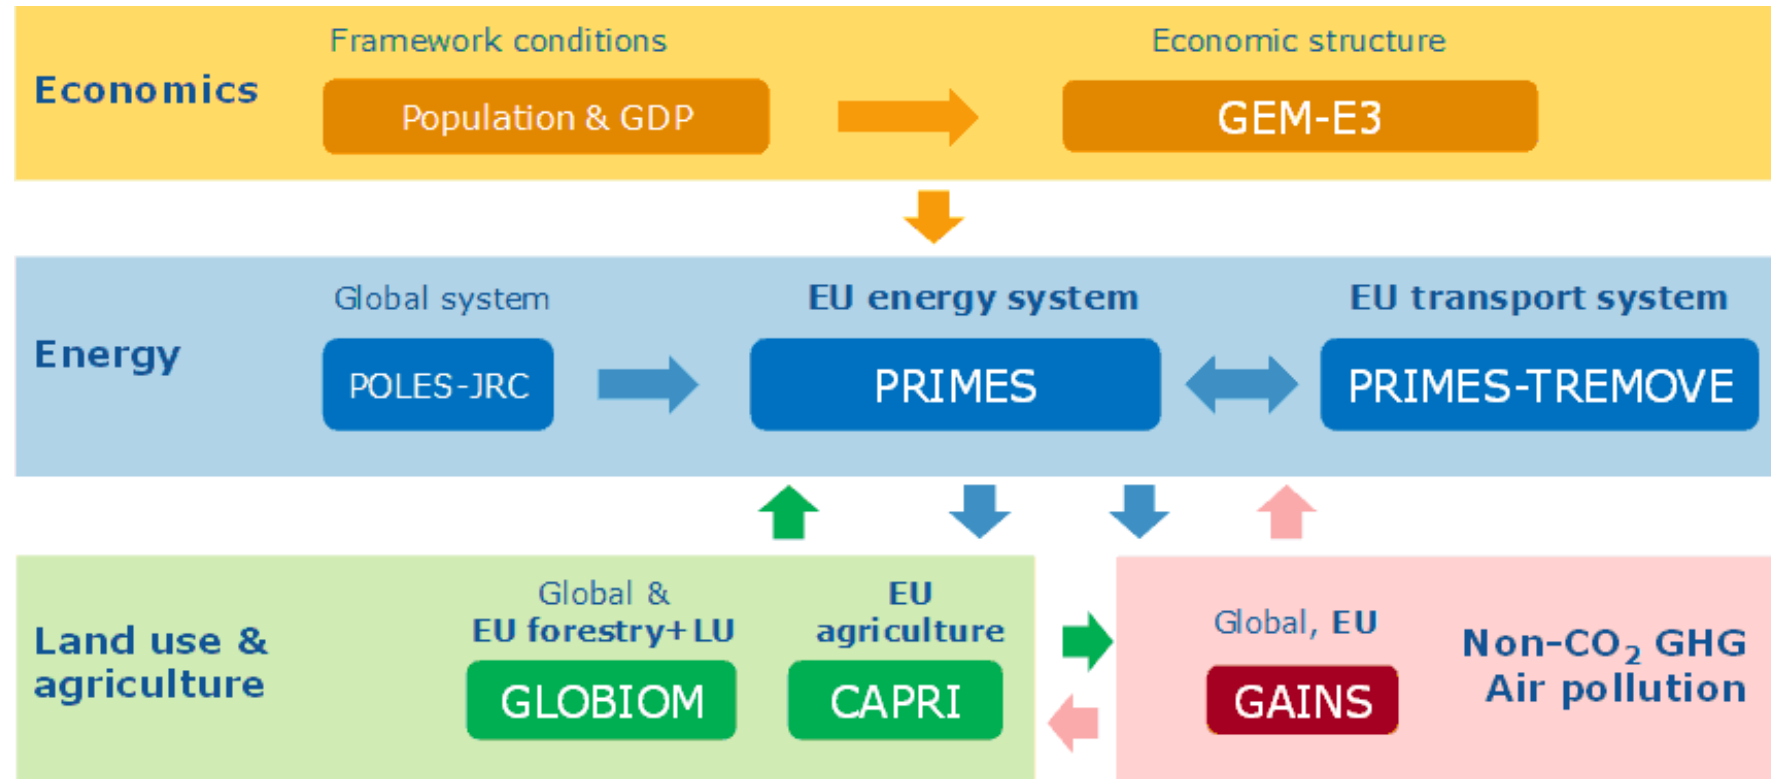 Economics
Framework conditions
Population & GDP
Economic structure
GEM-E3
Energy
Global system
POLES-JRC
EU energy system
PRIMES
EU transport system
PRIMES-TREMOVE
Land use &
agriculture
Global &
EU forestry+LU
GLOBIOM
EU
agriculture
CAPRI
Global, EU
GAINS
Non-CO₂ GHG
Air pollution